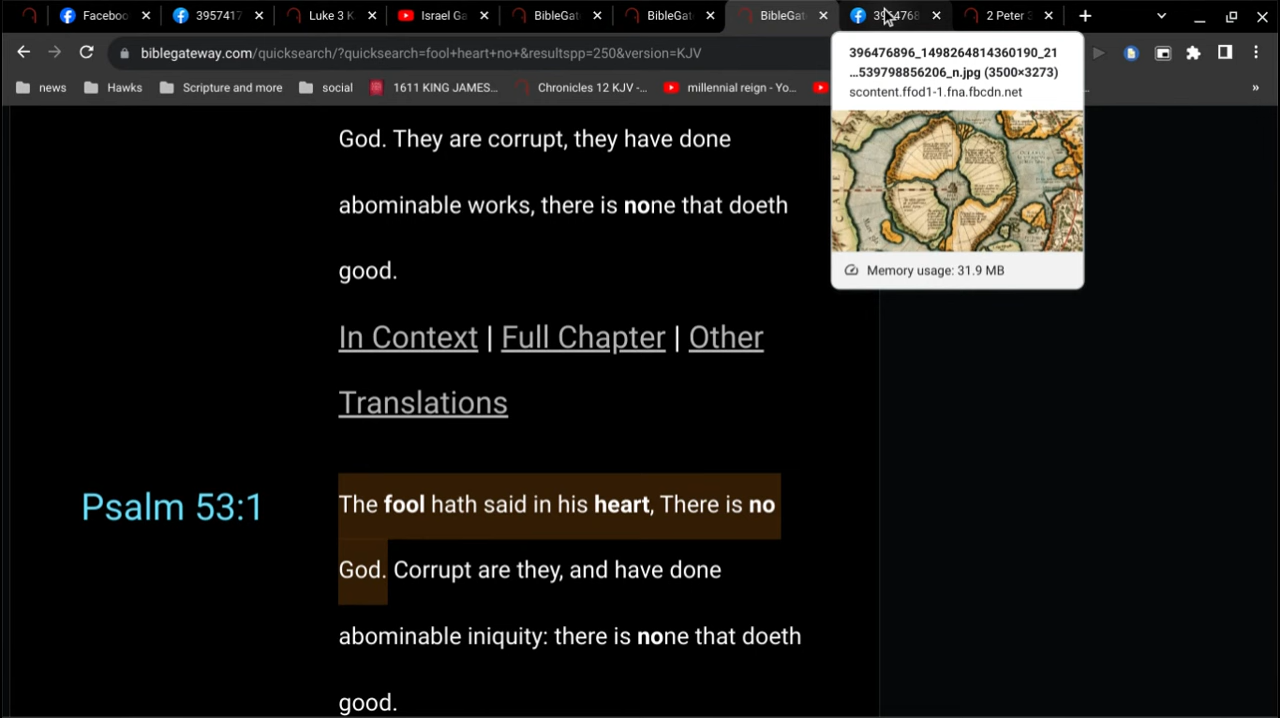 Faceboo
3957417
Luke 3 K
Israel Ga
BibleGat
BibleGat
BibleGat
2 Peter 3
biblegateway.com/quicksearch/?quicksearch=fool+heart+no+&resultspp=250&version=KJV
396476896_1498264814360190_21
...539798856206_n.jpg (3500×3273)
scontent.ffod1-1.fna.fbcdn.net
news
Hawks
Scripture and more
social
1611 KING JAMES...
Chronicles 12 KJV -...
millennial reign - Yo...
»
Memory usage: 31.9 MB
God. They are corrupt, they have done
abominable works, there is none that doeth
good.
In Context | Full Chapter | Other
Translations
Psalm 53:1
The fool hath said in his heart, There is no
God. Corrupt are they, and have done
abominable iniquity: there is none that doeth
good.